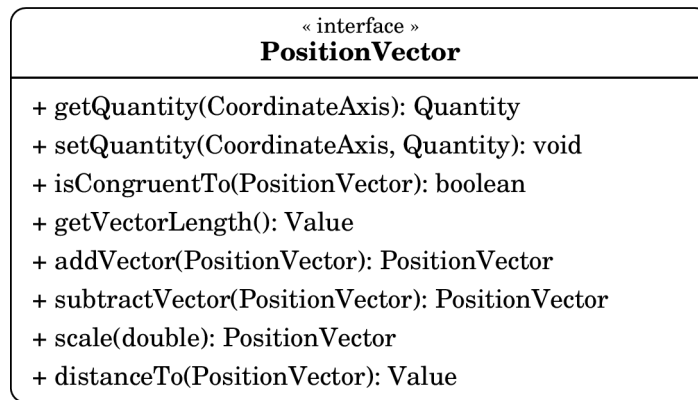 « interface »
PositionVector
+ getQuantity(CoordinateAxis): Quantity
+ setQuantity(CoordinateAxis, Quantity): void
+ isCongruentTo(PositionVector): boolean
+ getVectorLength(): Value
+ addVector(PositionVector): PositionVector
+ subtractVector(PositionVector): PositionVector
+ scale(double): PositionVector
+ distanceTo(PositionVector): Value